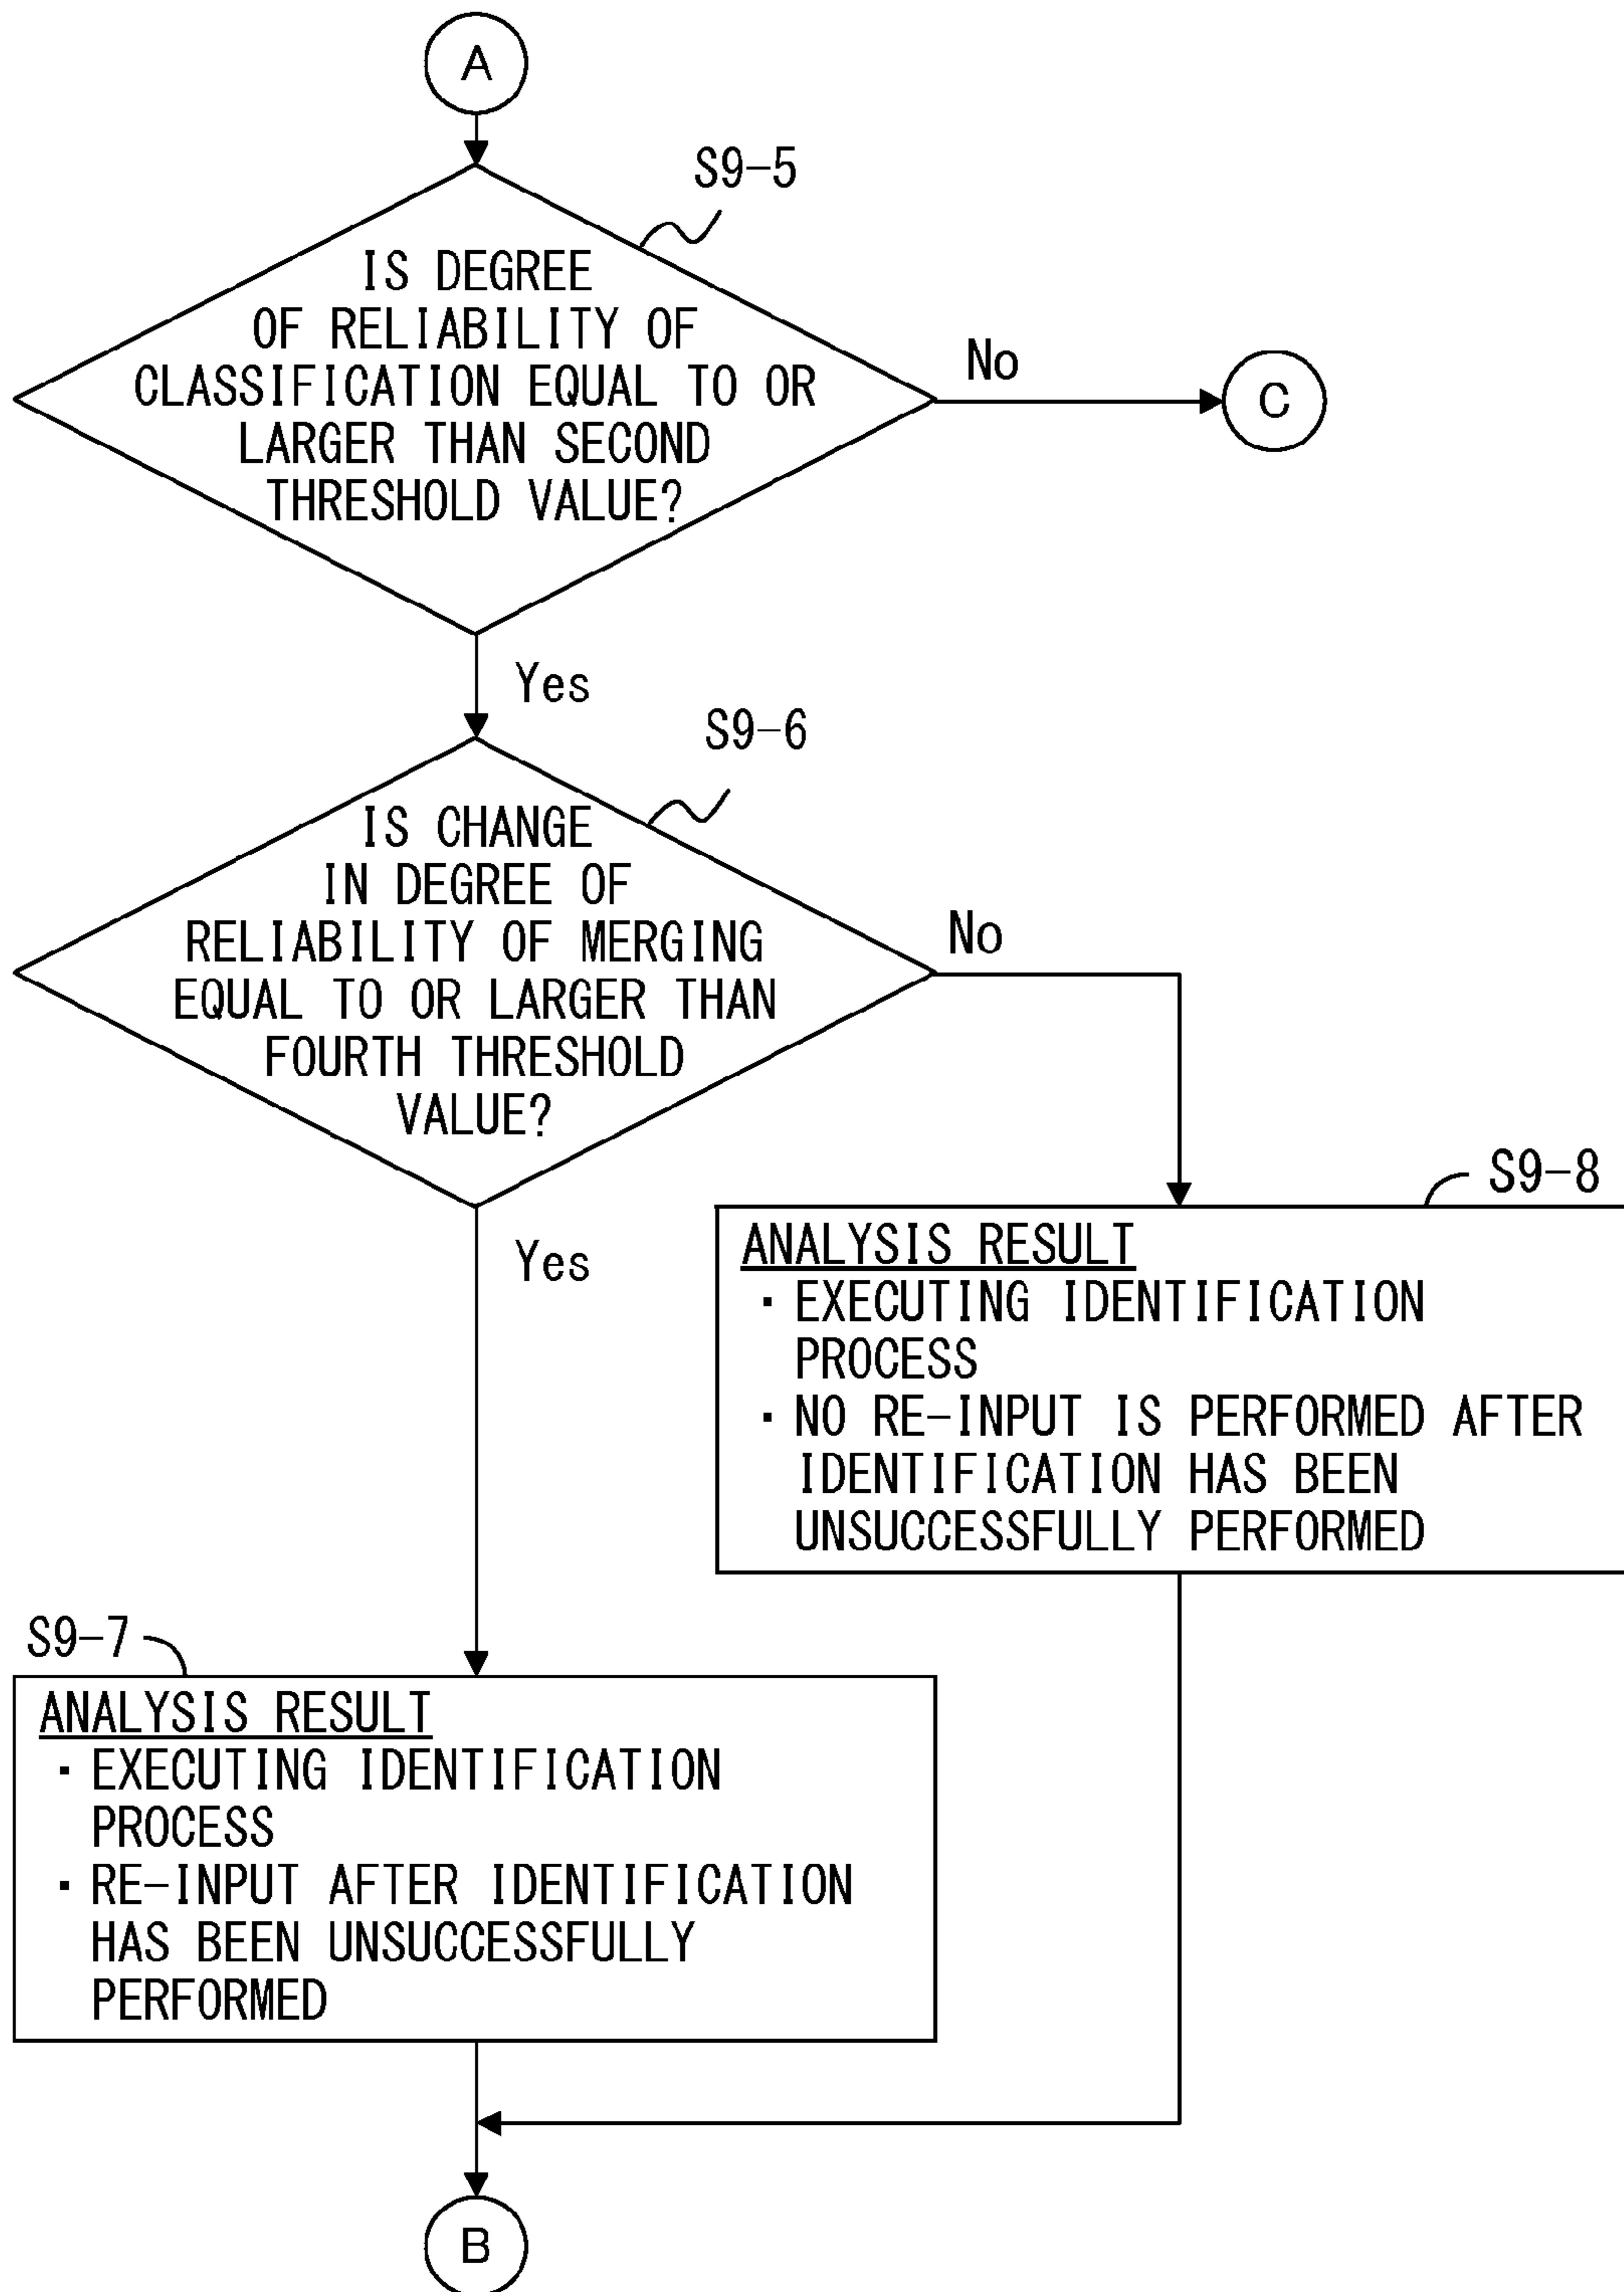 A
S9-5
IS DEGREE
OF RELIABILITY OF
CLASSIFICATION EQUAL TO OR
LARGER THAN SECOND
THRESHOLD VALUE?
No
C
Yes
S9-6
IS CHANGE
IN DEGREE OF
RELIABILITY OF MERGING
EQUAL TO OR LARGER THAN
FOURTH THRESHOLD
VALUE?
No
Yes
S9-8
ANALYSIS RESULT
・EXECUTING IDENTIFICATION
PROCESS
・NO RE-INPUT IS PERFORMED AFTER
IDENTIFICATION HAS BEEN
UNSUCCESSFULLY PERFORMED
S9-7
ANALYSIS RESULT
・EXECUTING IDENTIFICATION
PROCESS
・RE-INPUT AFTER IDENTIFICATION
HAS BEEN UNSUCCESSFULLY
PERFORMED
B